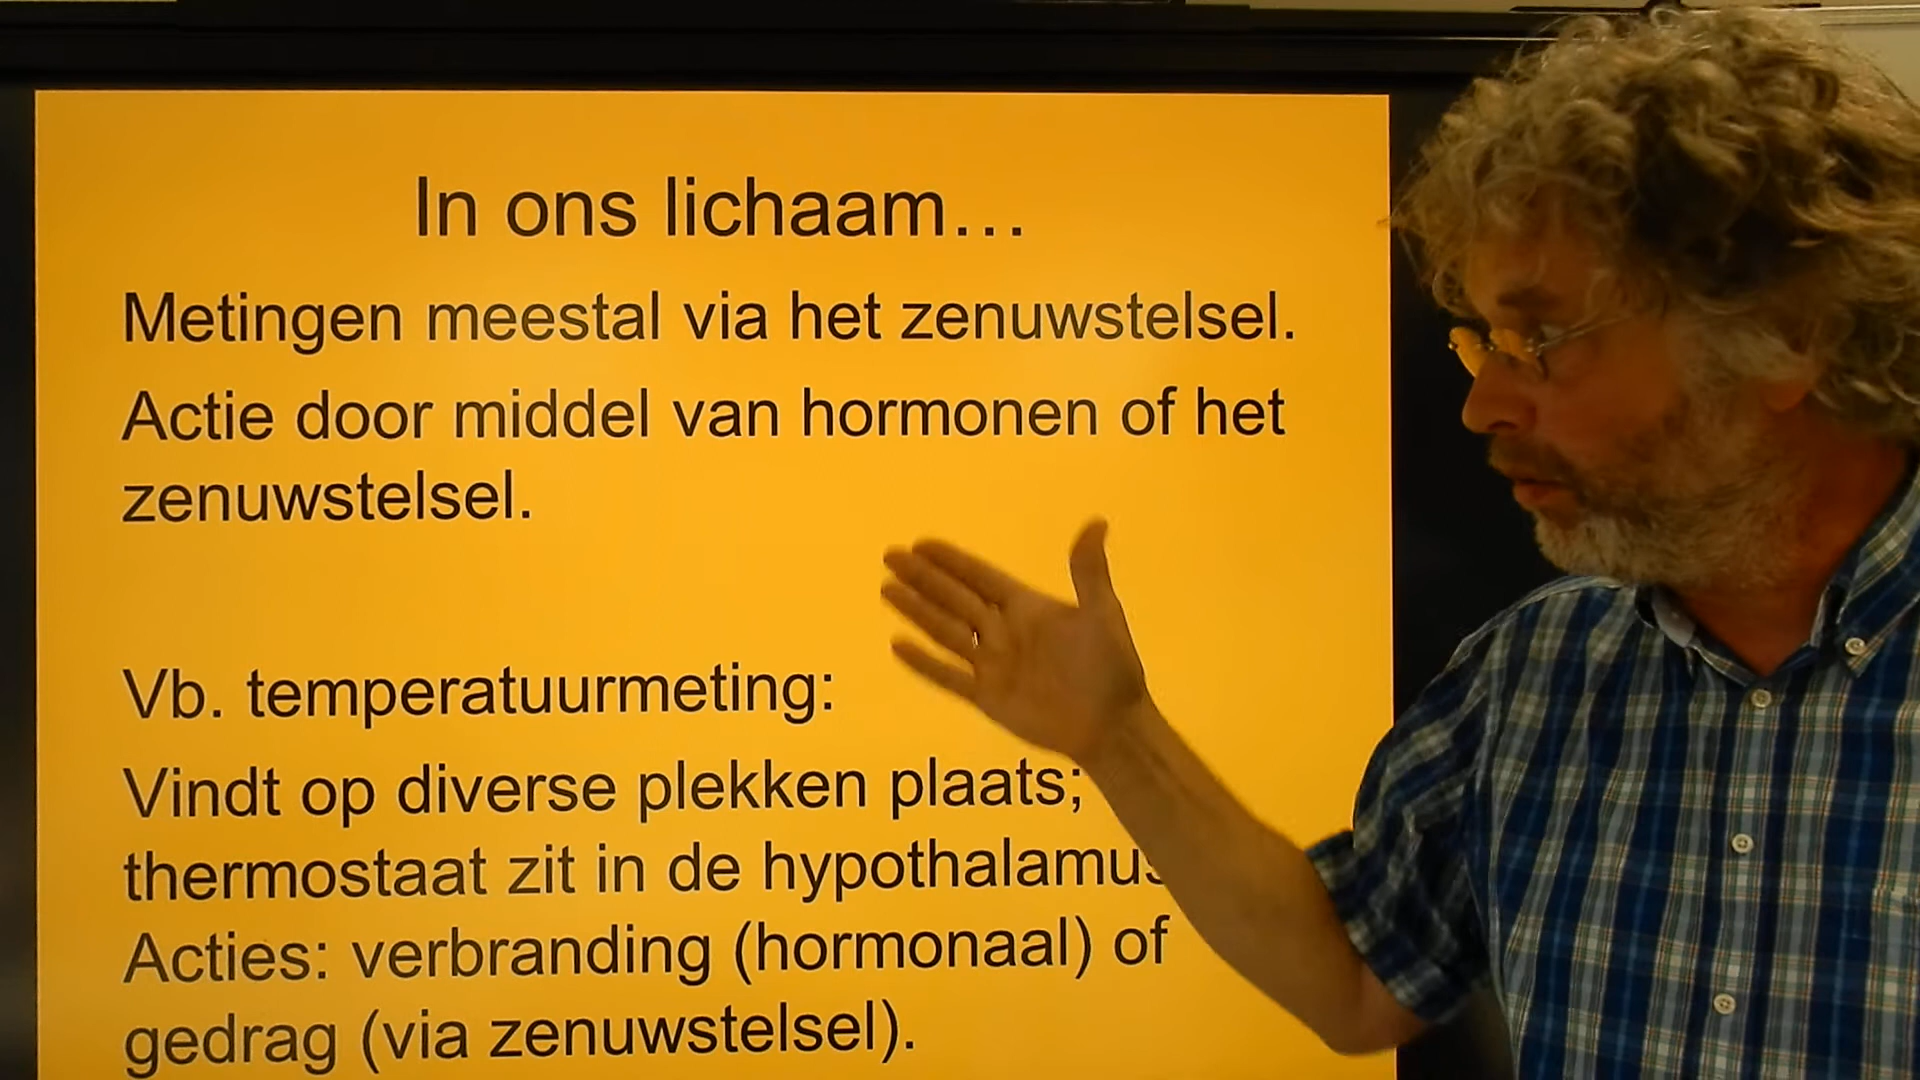 In ons lichaam…
Metingen meestal via het zenuwstelsel.
Actie door middel van hormonen of het
zenuwstelsel.
Vb. temperatuurmeting:
Vindt op diverse plekken plaats;
thermostaat zit in de hypothalamus
Acties: verbranding (hormonaal) of
gedrag (via zenuwstelsel).